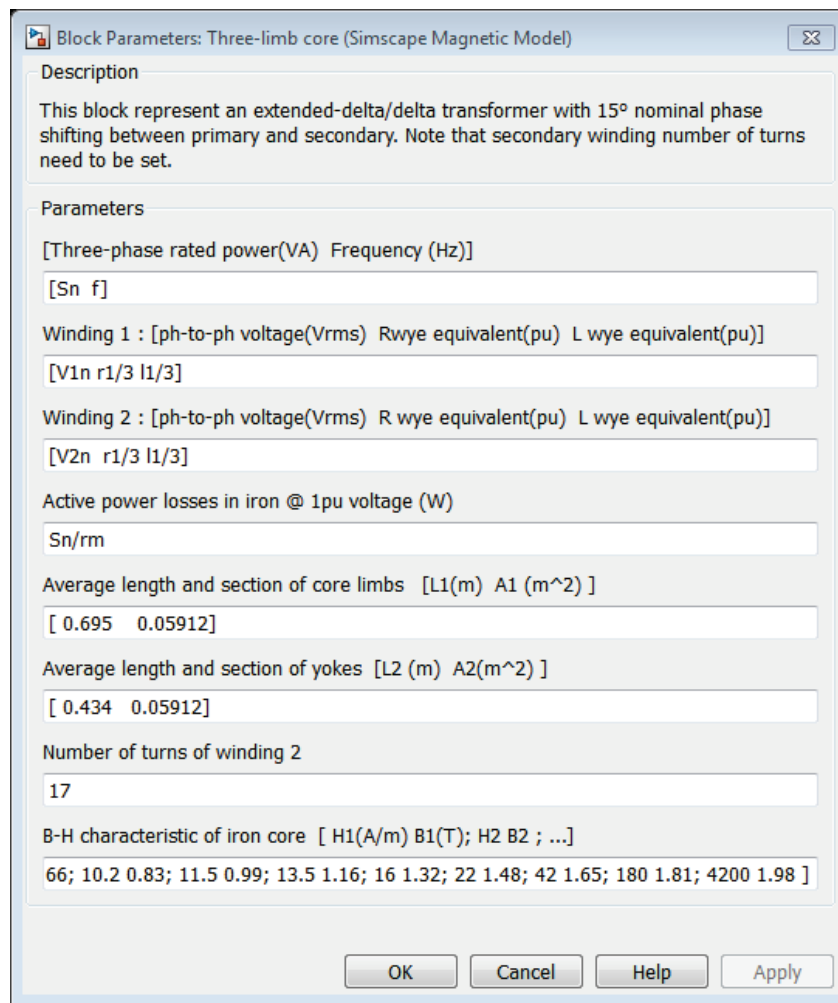 Block Parameters: Three-limb core (Simscape Magnetic Model)
Description
This block represent an extended-delta/delta transformer with 15º nominal phase
shifting between primary and secondary. Note that secondary winding number of turns
need to be set.
Parameters
[Three-phase rated power(VA)  Frequency (Hz)]
[Sn  f]
Winding 1 : [ph-to-ph voltage(Vrms)  Rwye equivalent(pu)  L wye equivalent(pu)]
[V1n r1/3 l1/3]
Winding 2 : [ph-to-ph voltage(Vrms)  R wye equivalent(pu)  L wye equivalent(pu)]
[V2n  r1/3 l1/3]
Active power losses in iron @ 1pu voltage (W)
Sn/rm
Average length and section of core limbs   [L1(m)  A1 (m^2) ]
[ 0.695    0.05912]
Average length and section of yokes  [L2 (m)  A2(m^2) ]
[ 0.434   0.05912]
Number of turns of winding 2
17
B-H characteristic of iron core  [ H1(A/m) B1(T); H2 B2 ; ...]
66; 10.2 0.83; 11.5 0.99; 13.5 1.16; 16 1.32; 22 1.48; 42 1.65; 180 1.81; 4200 1.98 ]
OK Cancel Help Apply